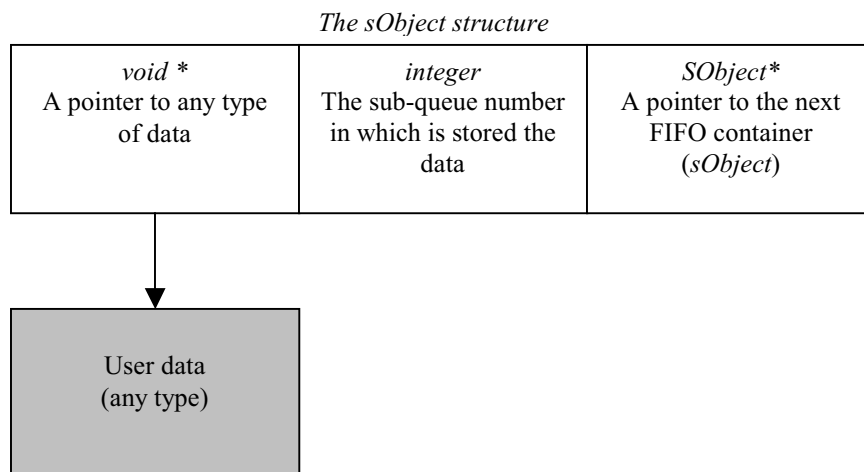 The sObject structure
void *
A pointer to any type
of data
integer
The sub-queue number
in which is stored the
data
SObject*
A pointer to the next
FIFO container
(sObject)
User data
(any type)